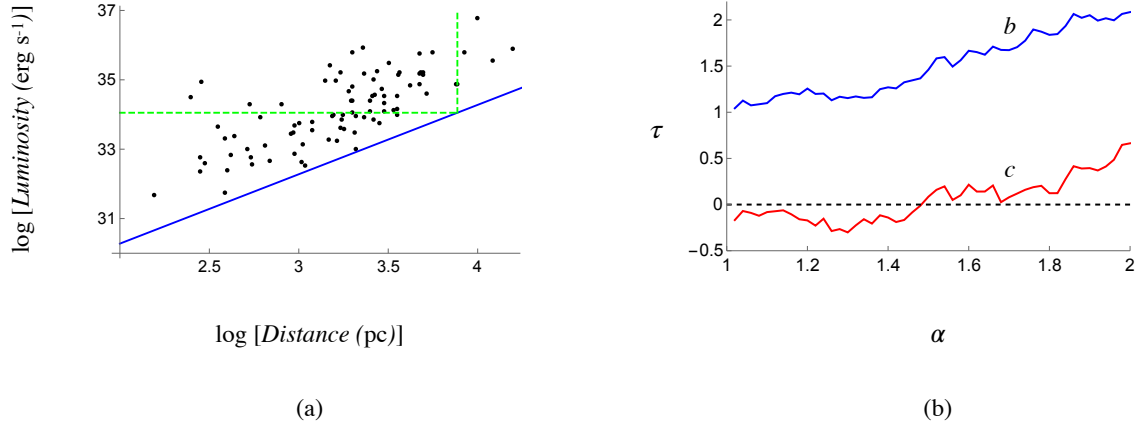 log [Luminosity (erg s⁻¹)]
37
35
33
31
2.5 3 3.5 4
log [Distance (pc)]
(a)
τ
2
1.5
1
0.5
0
−0.5
b
c
1 1.2 1.4 1.6 1.8 2
α
(b)